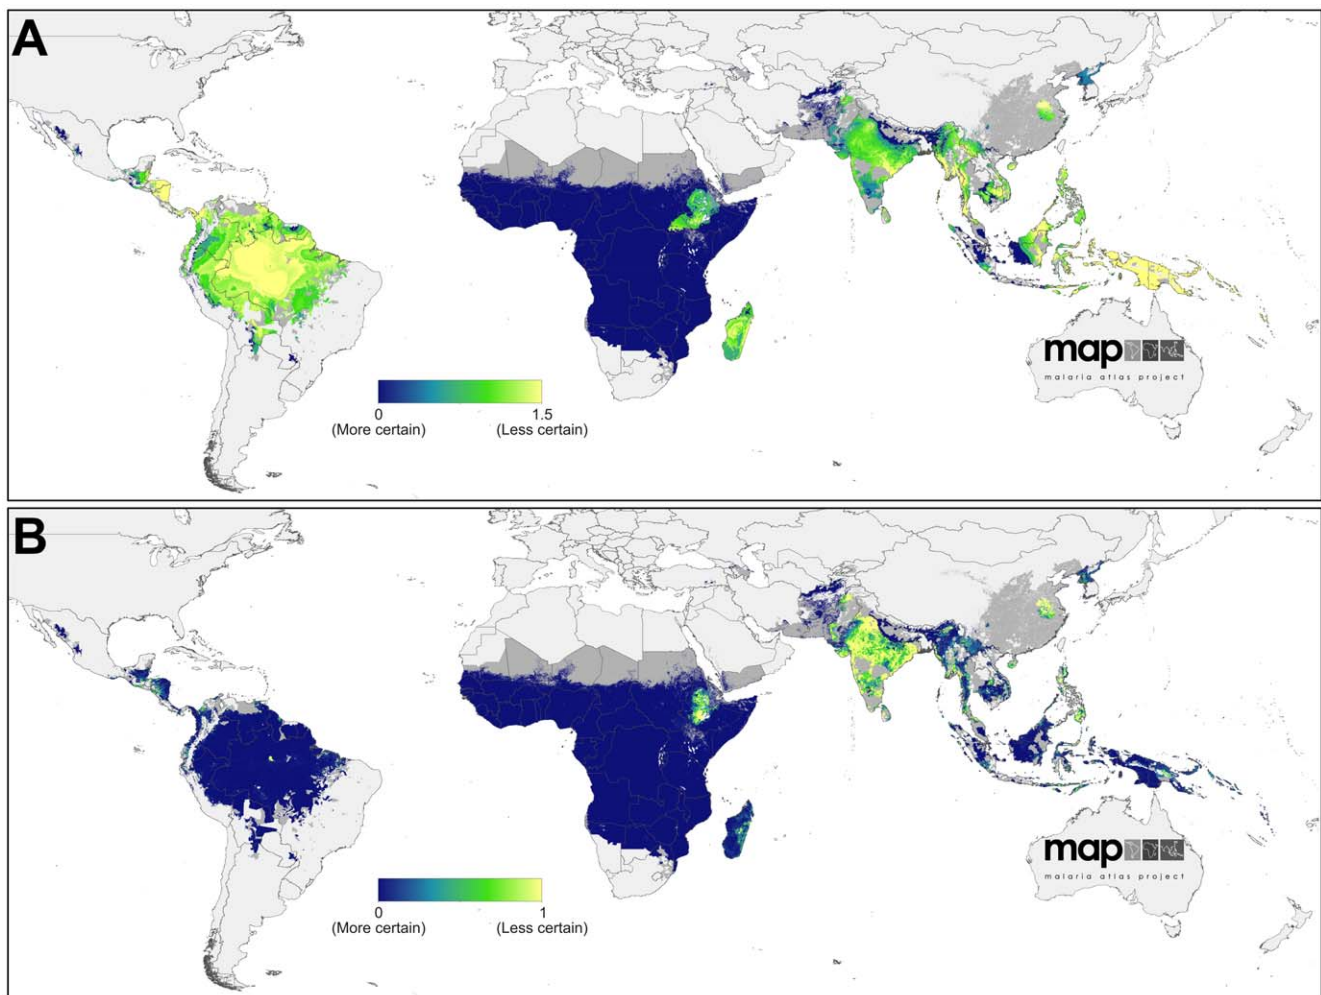 A
map
malaria atlas project
0
1.5
(More certain)
(Less certain)
B
map
malaria atlas project
0
1
(More certain)
(Less certain)